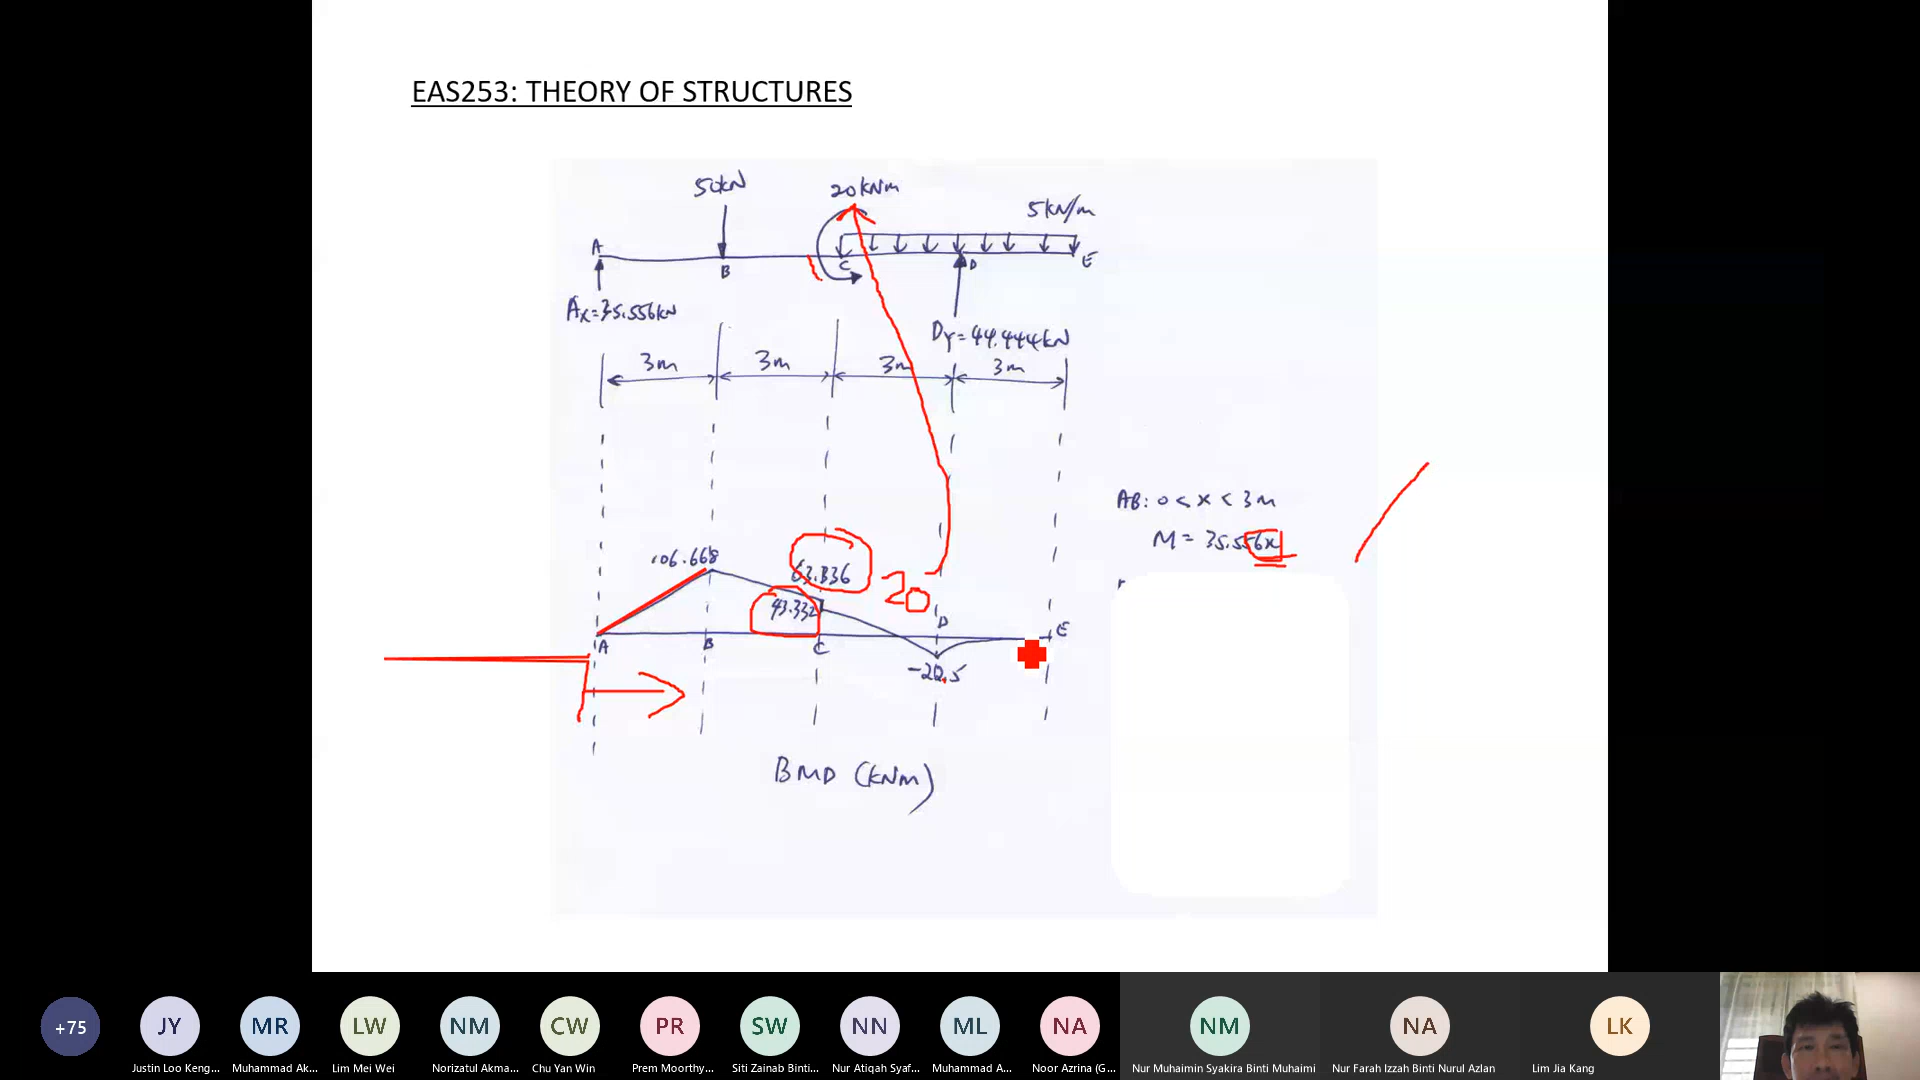 EAS253: THEORY OF STRUCTURES
50kN
20kNm
5kN/m
A
B
C
D
E
Ax=35.556kN
Dy=44.444kN
3m
3m
3m
3m
AB: 0 < x < 3m
M = 35.556x
106.668
63.336
43.332
20
A
B
C
D
E
-22.5
BMD (kNm)
+75
JY
MR
LW
NM
CW
PR
SW
NN
ML
NA
NM
NA
LK
Justin Loo Keng...
Muhammad Ak...
Lim Mei Wei
Norizatul Akma...
Chu Yan Win
Prem Moorthy...
Siti Zainab Binti...
Nur Atiqah Syaf...
Muhammad A...
Noor Azrina (G...
Nur Muhaimin Syakira Binti Muhaimi
Nur Farah Izzah Binti Nurul Azlan
Lim Jia Kang